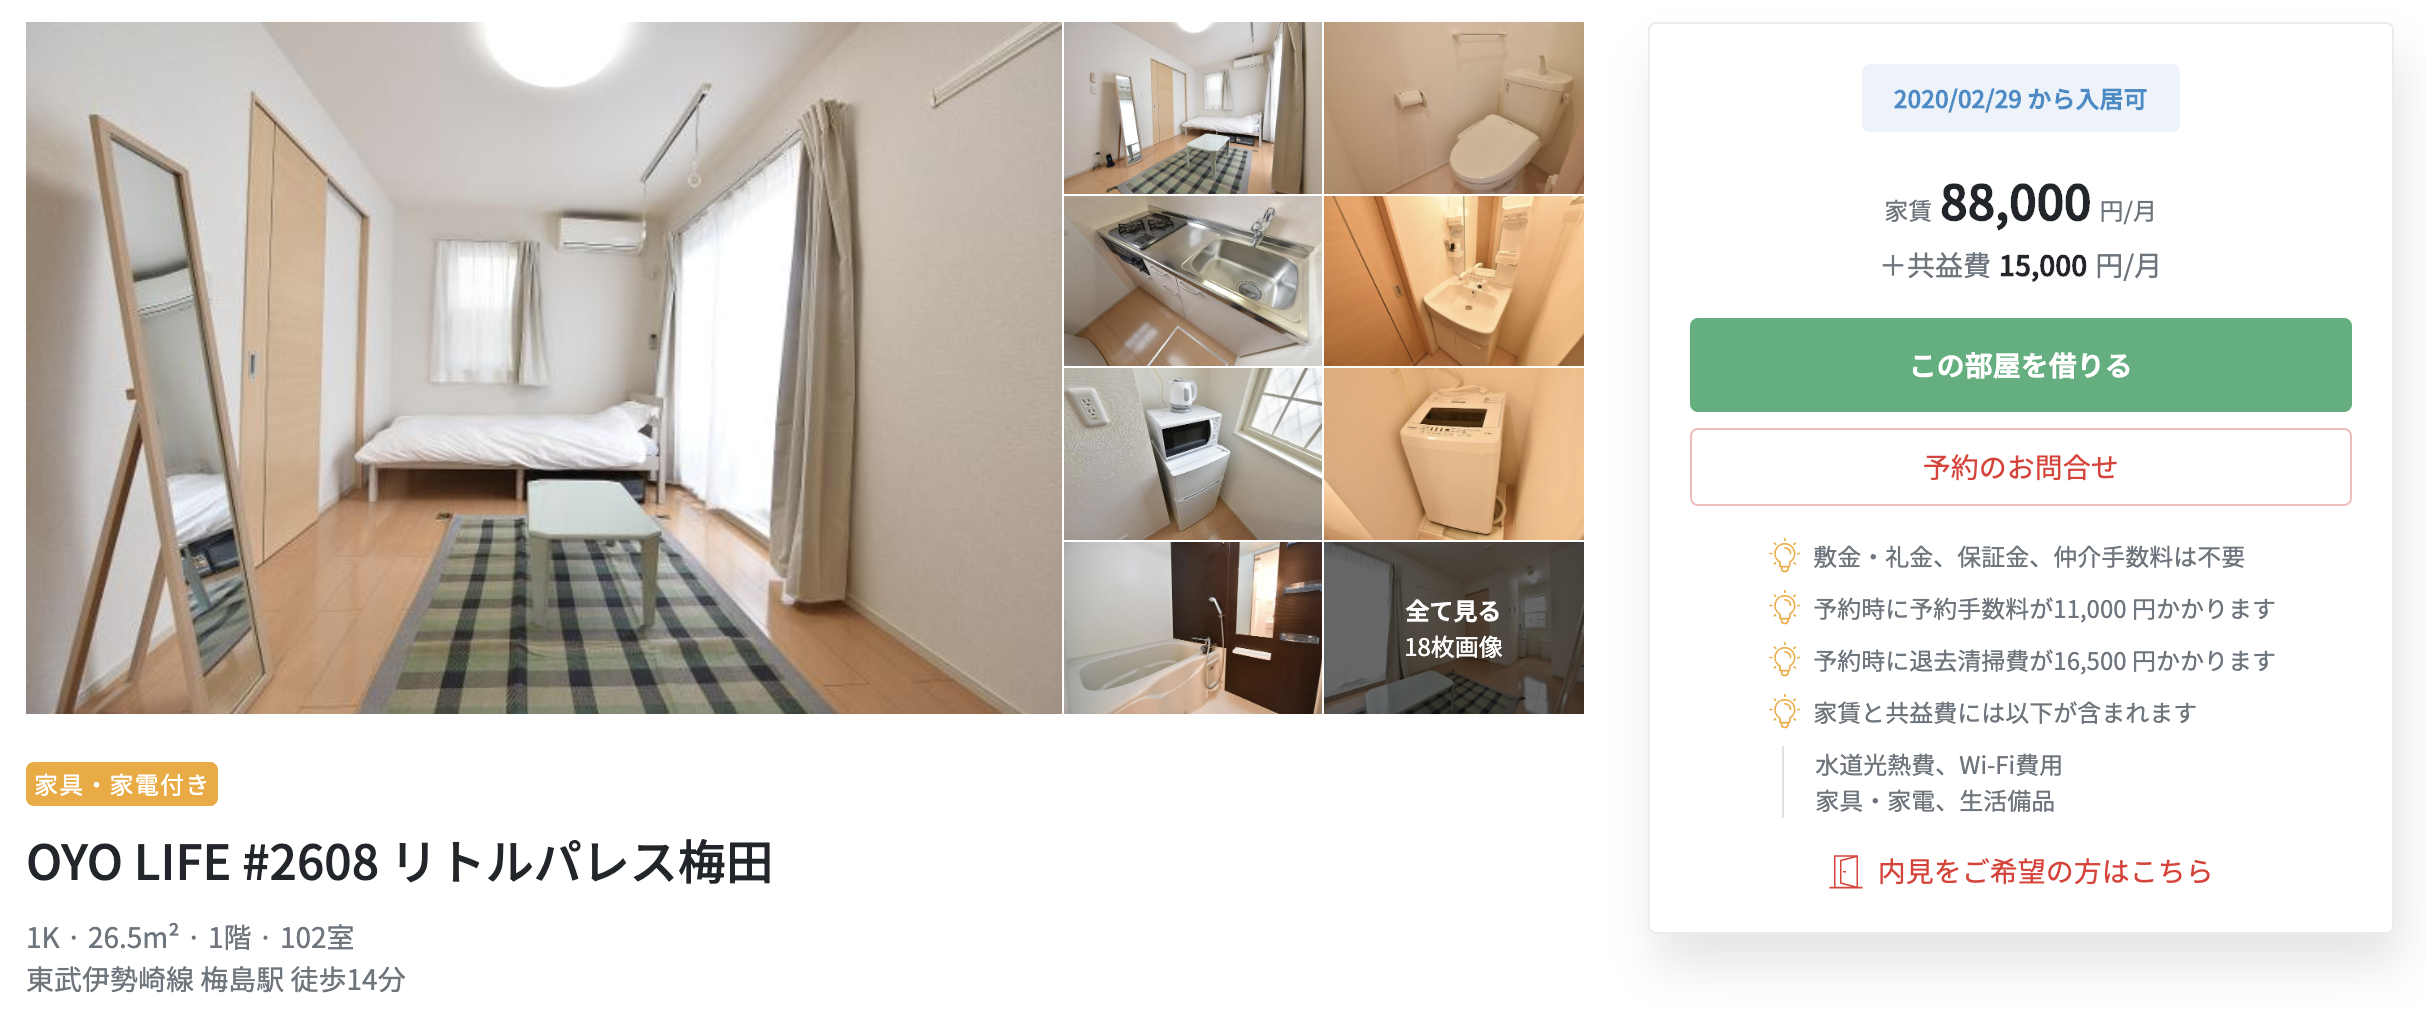 全て見る
18枚画像
家具・家電付き
OYO LIFE #2608 リトルパレス梅田
1K · 26.5m² · 1階 · 102室
東武伊勢崎線 梅島駅 徒歩14分
2020/02/29 から入居可
家賃 88,000 円/月
＋共益費 15,000 円/月
この部屋を借りる
予約のお問合せ
敷金・礼金、保証金、仲介手数料は不要
予約時に予約手数料が11,000 円かかります
予約時に退去清掃費が16,500 円かかります
家賃と共益費には以下が含まれます
水道光熱費、Wi-Fi費用
家具・家電、生活備品
内見をご希望の方はこちら